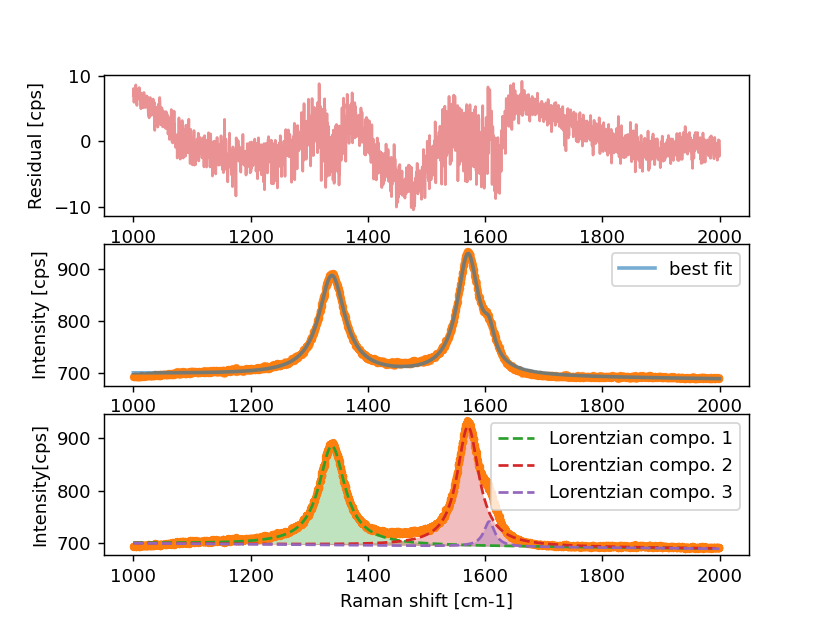 10
0
−10
Residual [cps]
1000 1200 1400 1600 1800 2000
900
800
700
Intensity [cps]
best fit
1000 1200 1400 1600 1800 2000
900
800
700
Intensity[cps]
Lorentzian compo. 1
Lorentzian compo. 2
Lorentzian compo. 3
1000 1200 1400 1600 1800 2000
Raman shift [cm-1]